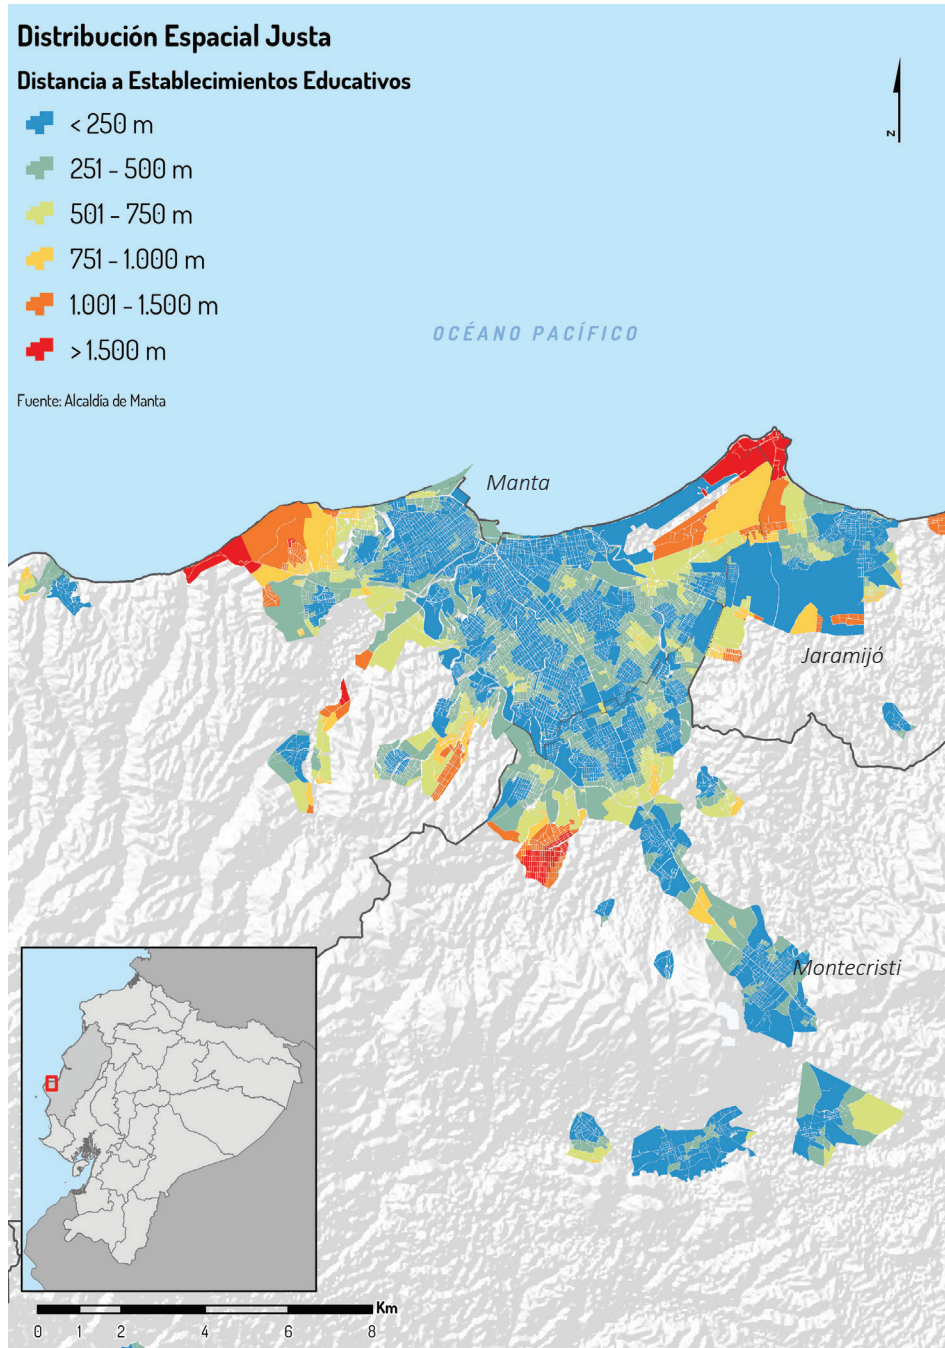 Distribución Espacial Justa
Distancia a Establecimientos Educativos
< 250 m
251 - 500 m
501 - 750 m
751 - 1.000 m
1.001 - 1.500 m
> 1.500 m
Fuente: Alcaldía de Manta
N
OCÉANO PACÍFICO
Manta
Jaramijó
Montecristi
Km
0 1 2 4 6 8